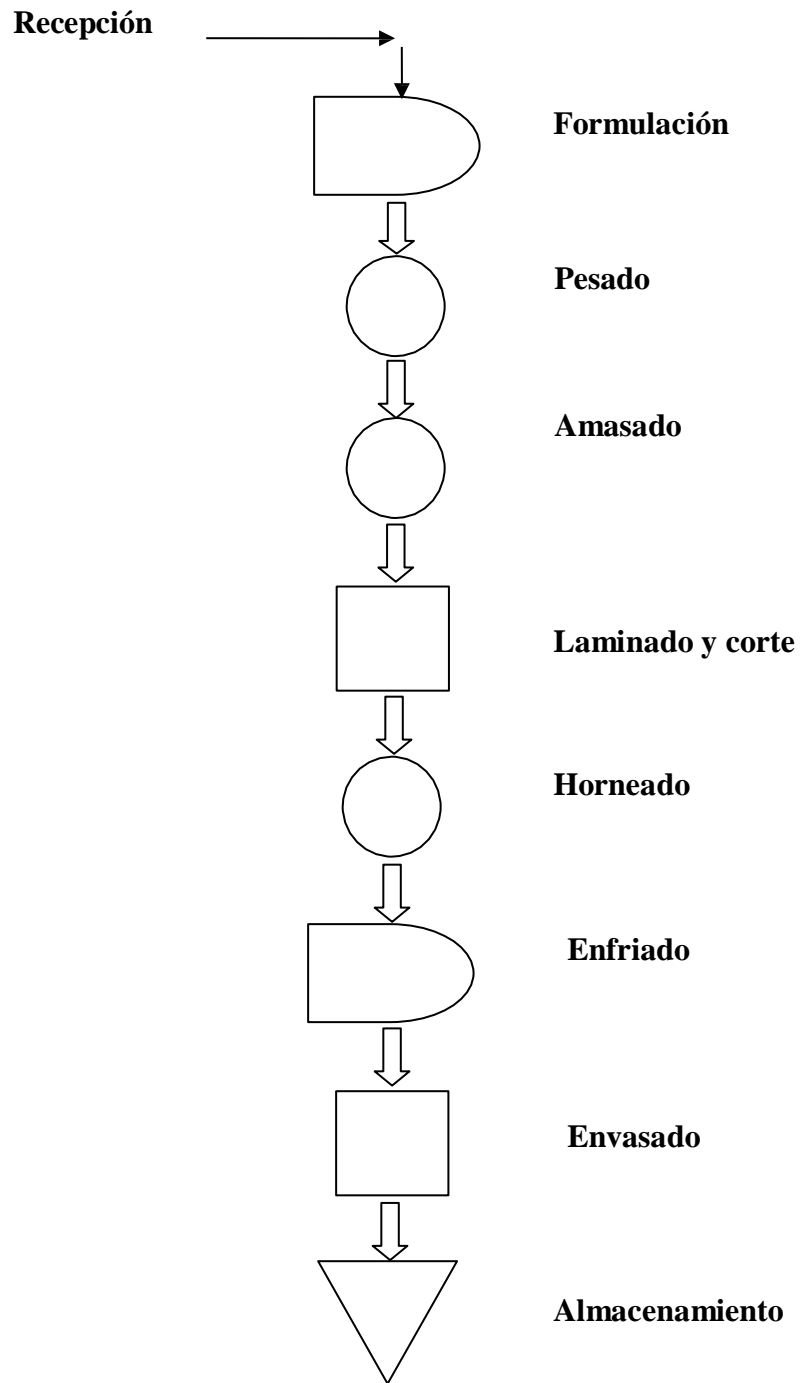 Recepción
Formulación
Pesado
Amasado
Laminado y corte
Horneado
Enfriado
Envasado
Almacenamiento